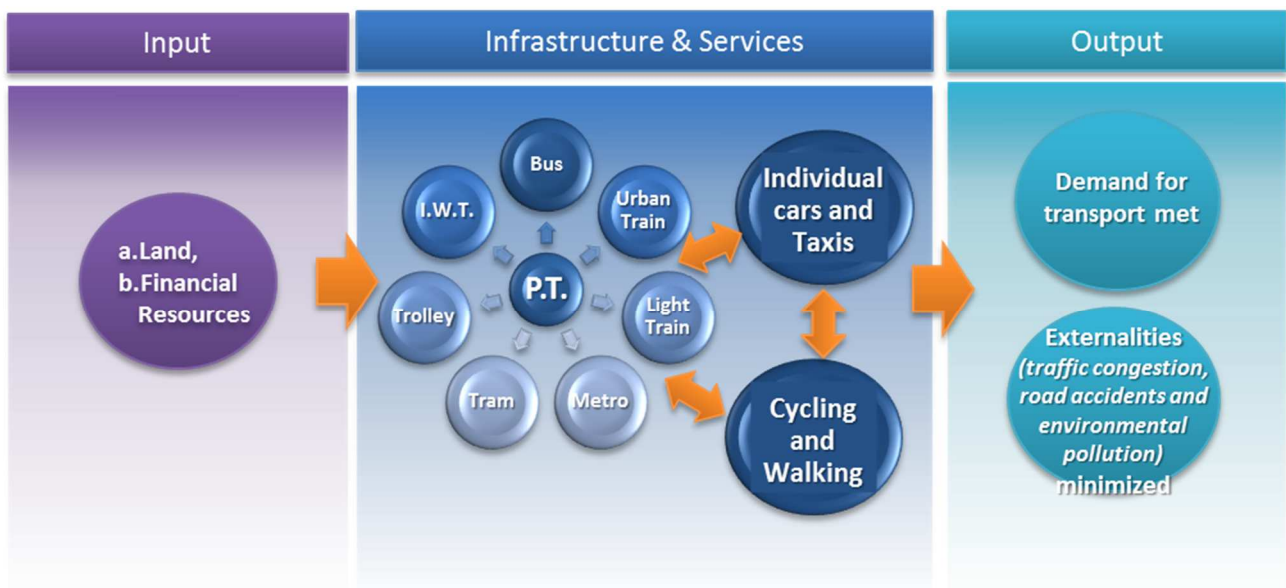 Input
Infrastructure & Services
Output
a.Land,
b.Financial
Resources
Bus
I.W.T.
Urban
Train
P.T.
Trolley
Light
Train
Tram
Metro
Individual
cars and
Taxis
Cycling
and
Walking
Demand for
transport met
Externalities
(traffic congestion,
road accidents and
environmental
pollution)
minimized